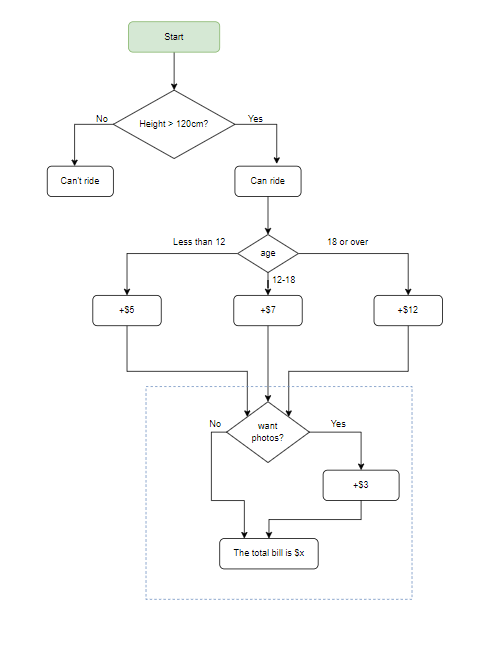 Start
Height > 120cm?
No
Yes
Can't ride
Can ride
Less than 12
18 or over
age
12-18
+$5
+$7
+$12
want
photos?
No
Yes
+$3
The total bill is $x